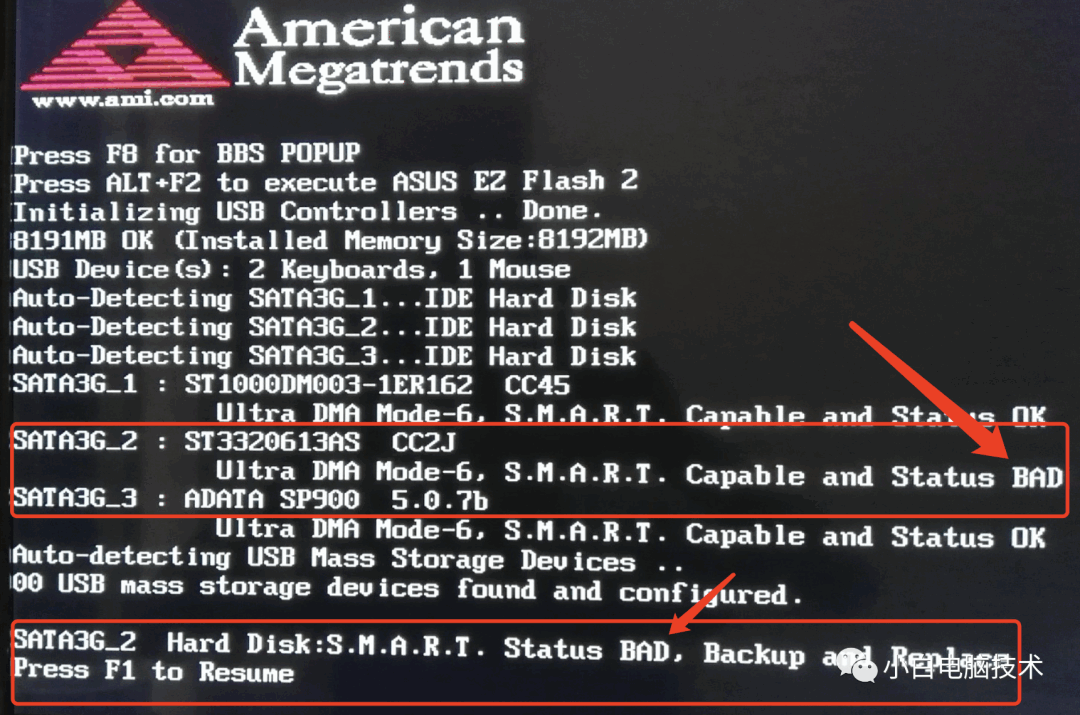 American
Megatrends
www.ami.com
Press F8 for BBS POPUP
Press ALT+F2 to execute ASUS EZ Flash 2
Initializing USB Controllers .. Done.
8191MB OK (Installed Memory Size:8192MB)
USB Device(s): 2 Keyboards, 1 Mouse
Auto-Detecting SATA3G_1...IDE Hard Disk
Auto-Detecting SATA3G_2...IDE Hard Disk
Auto-Detecting SATA3G_3...IDE Hard Disk
SATA3G_1 : ST1000DM003-1ER162 CC45
Ultra DMA Mode-6, S.M.A.R.T. Capable and Status OK
SATA3G_2 : ST3320613AS CC2J
Ultra DMA Mode-6, S.M.A.R.T. Capable and Status BAD
SATA3G_3 : ADATA SP900 5.0.7b
Ultra DMA Mode-6, S.M.A.R.T. Capable and Status OK
Auto-detecting USB Mass Storage Devices ..
00 USB mass storage devices found and configured.
SATA3G_2 Hard Disk:S.M.A.R.T. Status BAD, Backup and Replace
Press F1 to Resume
小白电脑技术